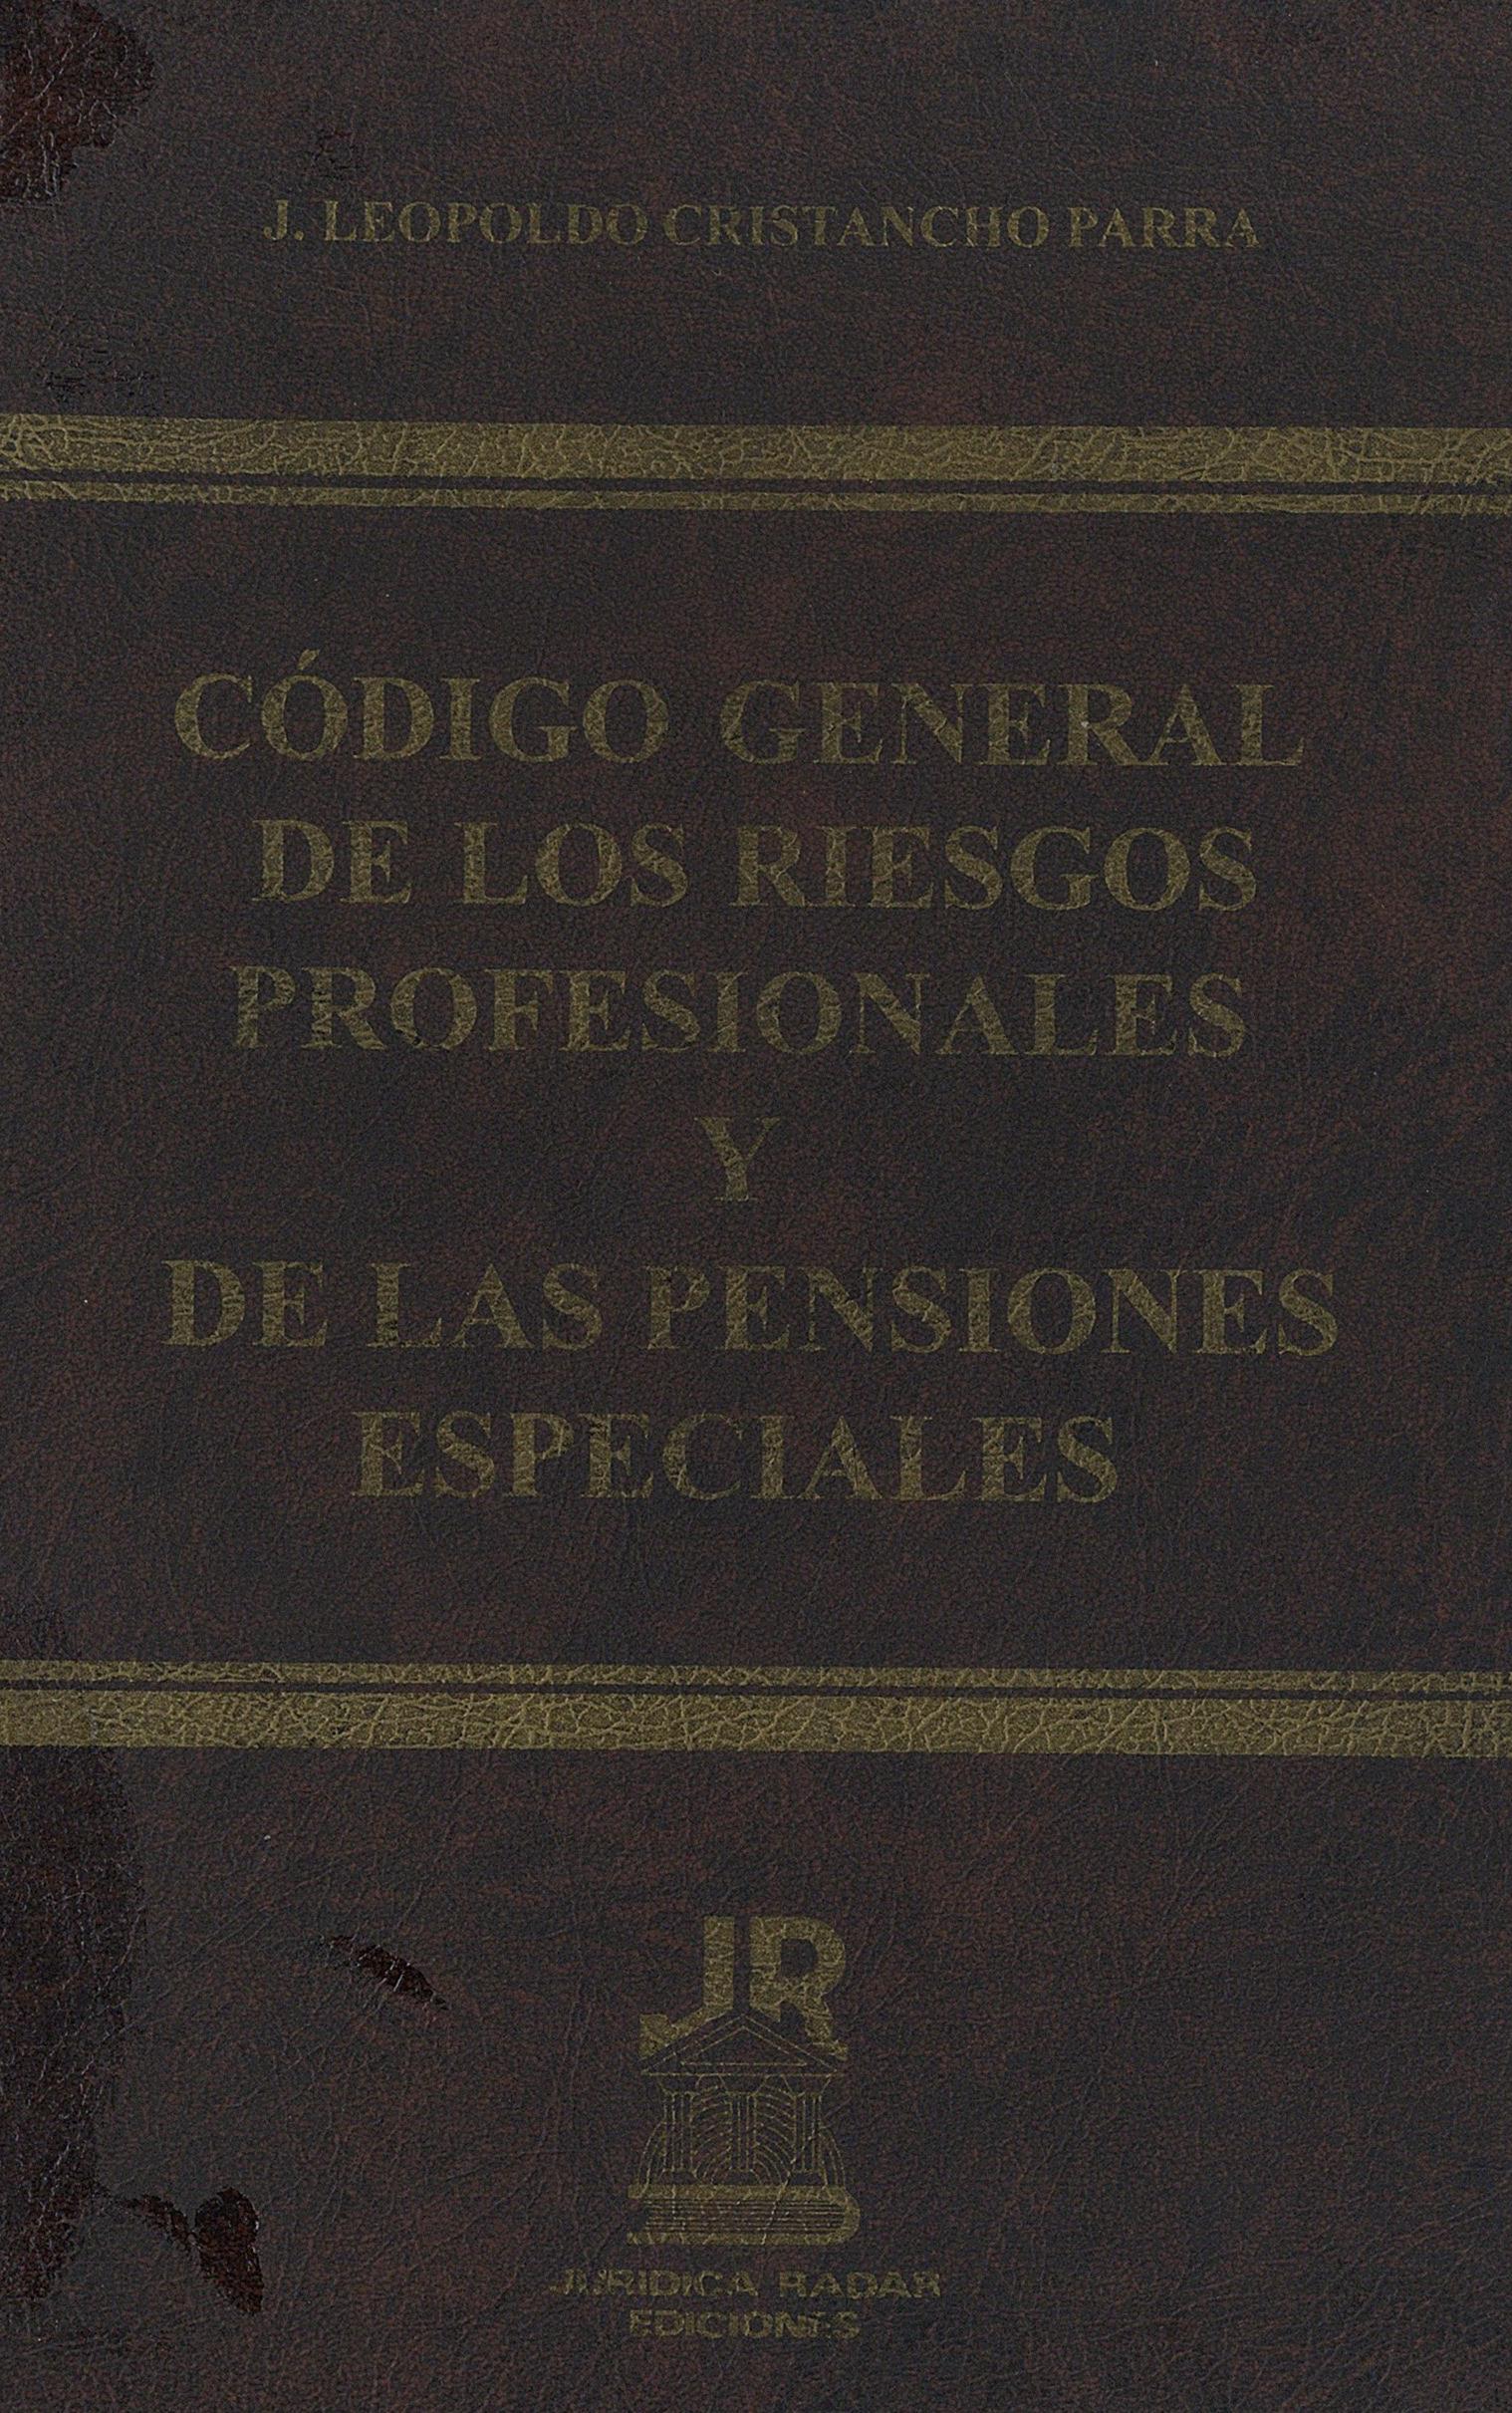 J. LEOPOLDO CRISTANCHO PARRA
CÓDIGO GENERAL
DE LOS RIESGOS
PROFESIONALES
Y
DE LAS PENSIONES
ESPECIALES
JR
JURIDICA RADAR
EDICIONES